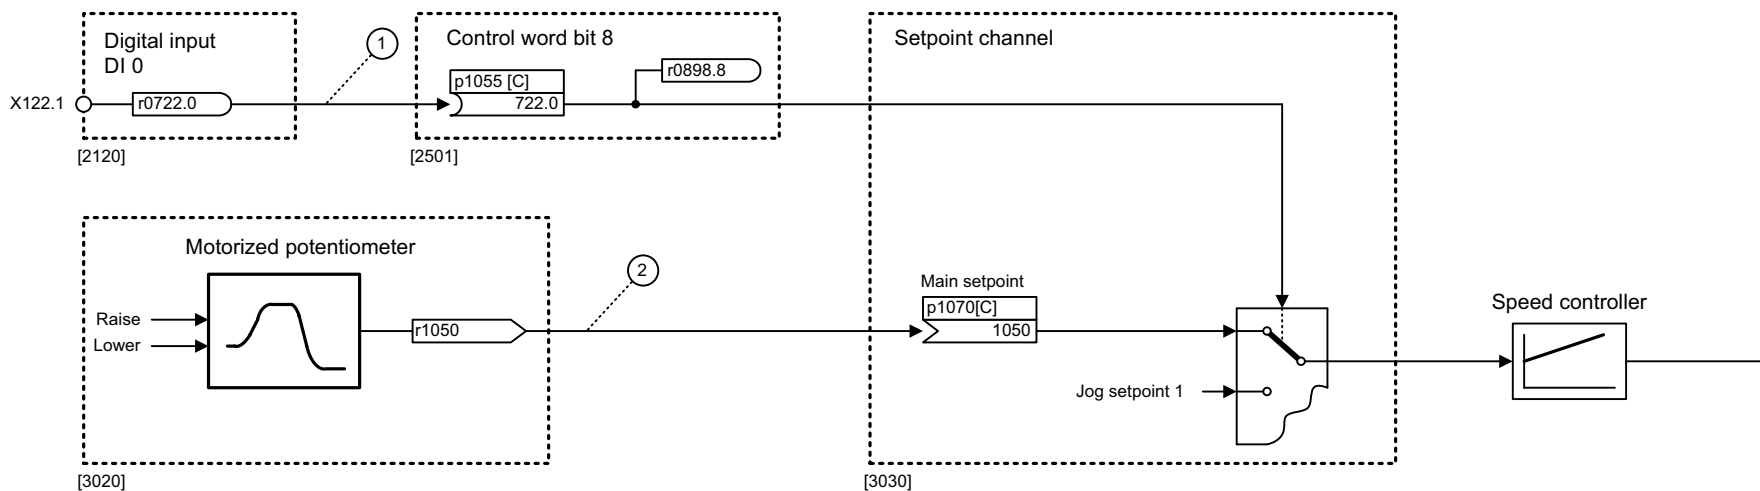 Digital input
DI 0
1
Control word bit 8
Setpoint channel
p1055 [C]
r0898.8
X122.1
r0722.0
722.0
[2120]
[2501]
Motorized potentiometer
2
Main setpoint
p1070[C]
Speed controller
Raise
r1050
1050
Lower
Jog setpoint 1
[3020]
[3030]